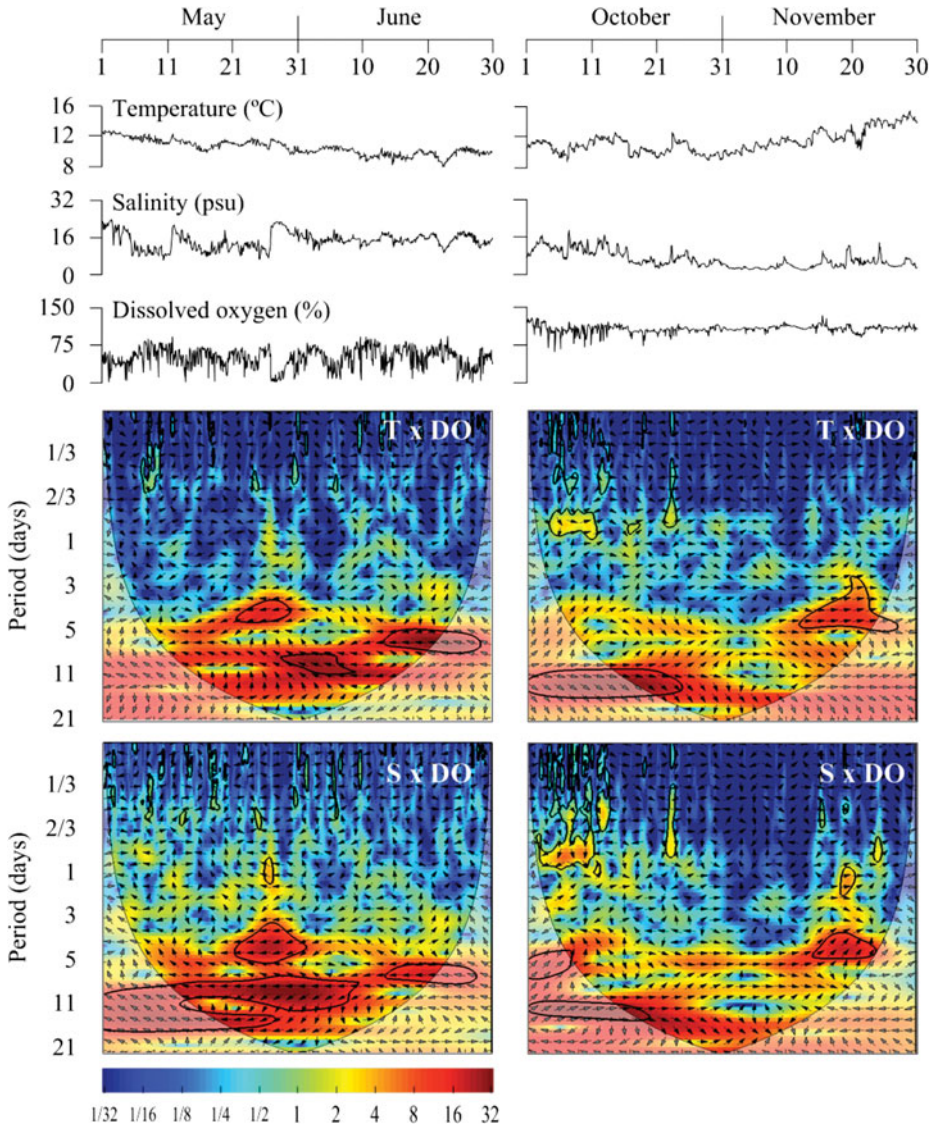 May June October November
1 11 21 31 10 20 30 1 11 21 31 10 20 30
16
Temperature (ºC)
12
8
32
Salinity (psu)
16
0
150
Dissolved oxygen (%)
75
0
T x DO T x DO
1/3
2/3
1
3
5
11
21
Period (days)
S x DO S x DO
1/3
2/3
1
3
5
11
21
Period (days)
1/32 1/16 1/8 1/4 1/2 1 2 4 8 16 32